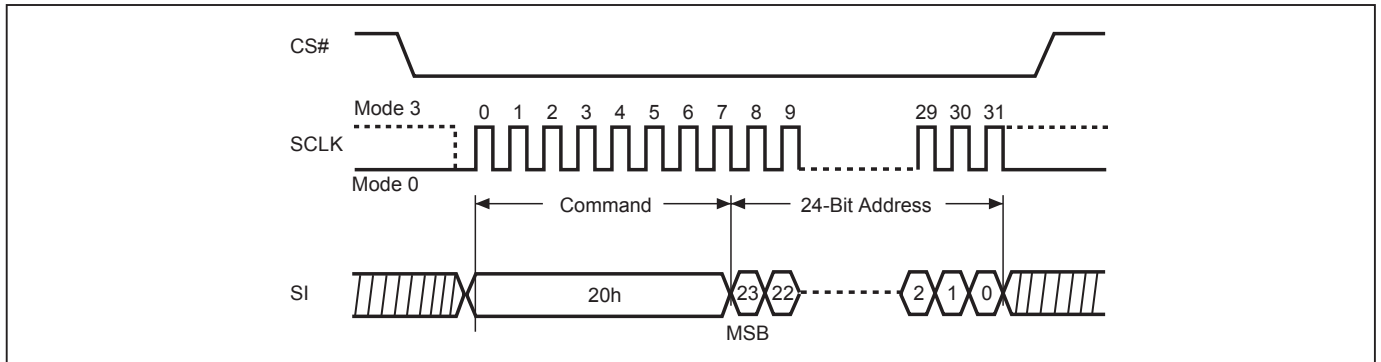 CS#
Mode 3
0 1 2 3 4 5 6 7 8 9 29 30 31
SCLK
Mode 0
Command 24-Bit Address
SI 20h 23 22 2 1 0
MSB